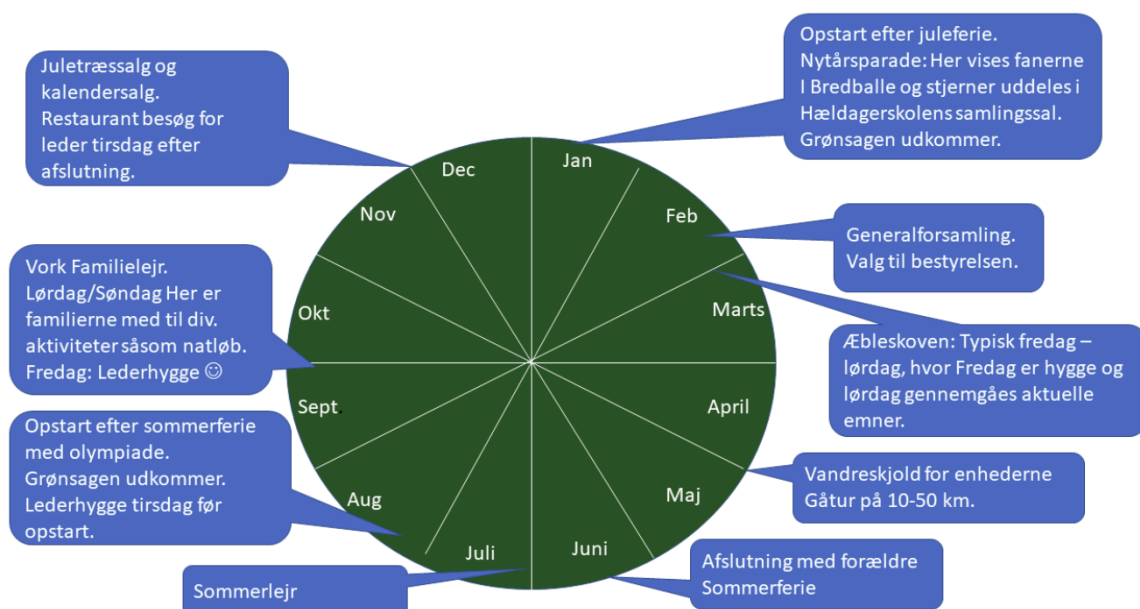 Opstart efter juleferie.
Nytårsparade: Her vises fanerne
I Bredballe og stjerner uddeles i
Hældagerskolens samlingssal.
Grønsagen udkommer.
Juletræssalg og
kalendersalg.
Restaurant besøg for
leder tirsdag efter
afslutning.
Dec
Jan
Nov
Feb
Generalforsamling.
Valg til bestyrelsen.
Vork Familielejr.
Lørdag/Søndag Her er
familierne med til div.
aktiviteter såsom natløb.
Fredag: Lederhygge ☺
Okt
Marts
Æbleskoven: Typisk fredag –
lørdag, hvor Fredag er hygge og
lørdag gennemgåes aktuelle
emner.
Sept.
April
Opstart efter sommerferie
med olympiade.
Grønsagen udkommer.
Lederhygge tirsdag før
opstart.
Aug
Maj
Vandreskjold for enhederne
Gåtur på 10-50 km.
Juli
Juni
Afslutning med forældre
Sommerferie
Sommerlejr